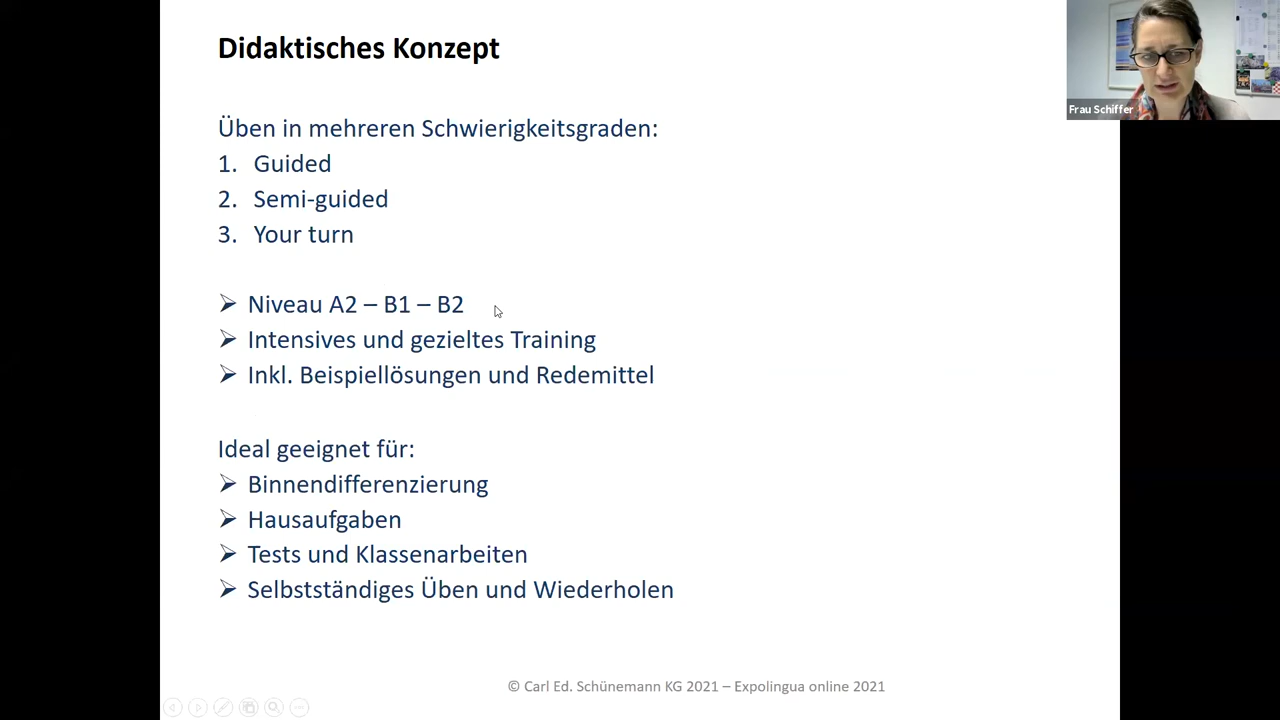 Didaktisches Konzept
Üben in mehreren Schwierigkeitsgraden:
1. Guided
2. Semi-guided
3. Your turn
Niveau A2 – B1 – B2
Intensives und gezieltes Training
Inkl. Beispiellösungen und Redemittel
Ideal geeignet für:
Binnendifferenzierung
Hausaufgaben
Tests und Klassenarbeiten
Selbstständiges Üben und Wiederholen
© Carl Ed. Schünemann KG 2021 – Expolingua online 2021
Frau Schiffer